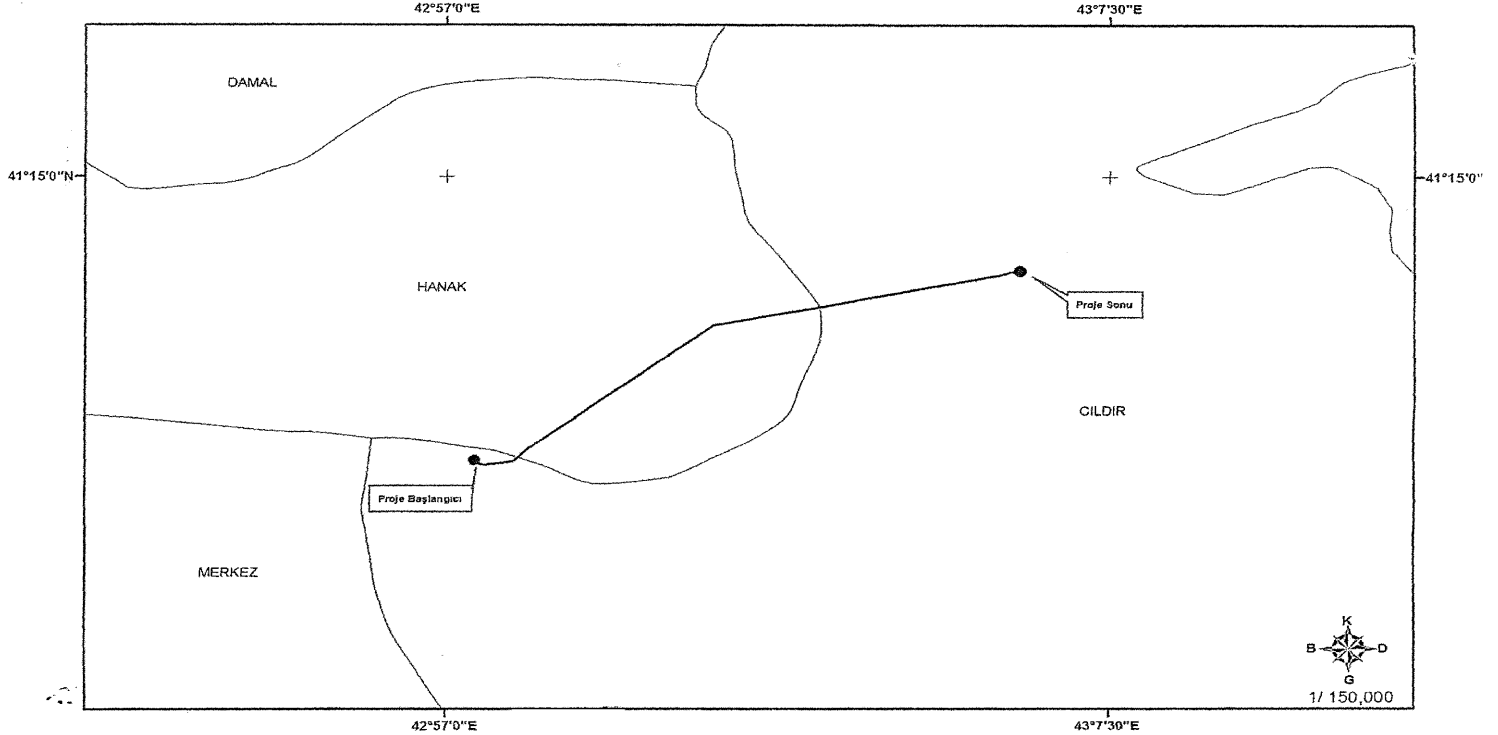 42°57'0"E
43°7'30"E
DAMAL
41°15'0"N
41°15'0"
HANAK
Proje Sonu
CILDIR
Proje Başlangıcı
MERKEZ
K
B
D
G
1/ 150,000
42°57'0"E
43°7'30"E